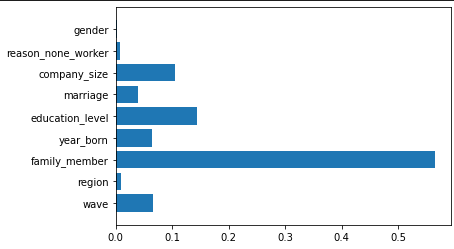 gender
reason_none_worker
company_size
marriage
education_level
year_born
family_member
region
wave
0.0 0.1 0.2 0.3 0.4 0.5